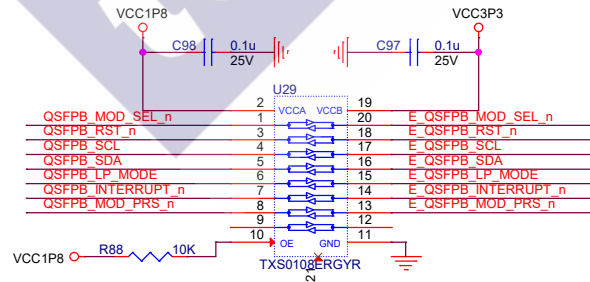 VCC1P8
VCC3P3
C98
0.1u
25V
C97
0.1u
25V
U29
2
VCCA
VCCB
19
QSFPB_MOD_SEL_n
1
20
E_QSFPB_MOD_SEL_n
QSFPB_RST_n
3
18
E_QSFPB_RST_n
QSFPB_SCL
4
17
E_QSFPB_SCL
QSFPB_SDA
5
16
E_QSFPB_SDA
QSFPB_LP_MODE
6
15
E_QSFPB_LP_MODE
QSFPB_INTERRUPT_n
7
14
E_QSFPB_INTERRUPT_n
QSFPB_MOD_PRS_n
8
13
E_QSFPB_MOD_PRS_n
9
12
10
OE
GND
11
R88
10K
VCC1P8
TXS0108ERGYR
21